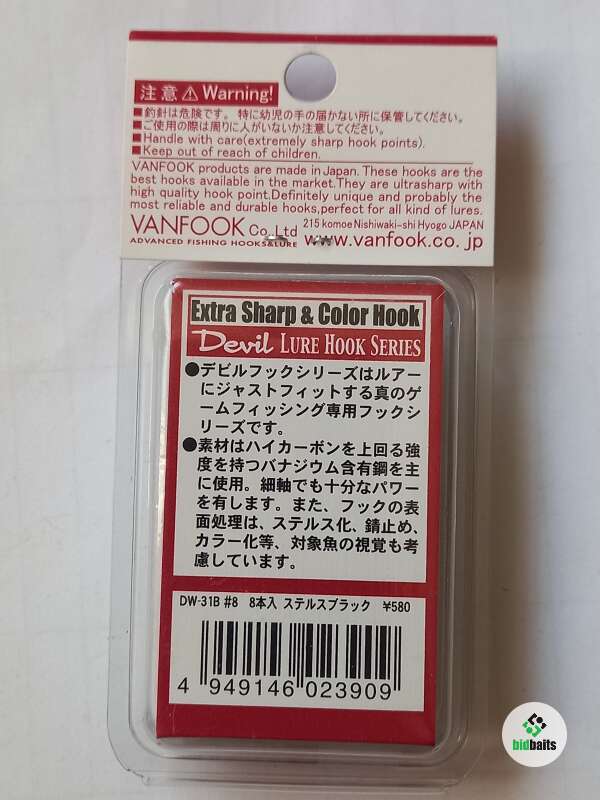 注意⚠Warning!
■釣針は危険です。 特に幼児の手の届かない所に保管してください。
■ご使用の際は周りに人がいないか注意してください。
■Handle with care(extremely sharp hook points).
■Keep out of reach of children.
VANFOOK products are made in Japan. These hooks are the
best hooks available in the market.They are ultrasharp with
high quality hook point.Definitely unique and probably the
most reliable and durable hooks,perfect for all kind of lures.
VANFOOK Co.,Ltd 215 komoe Nishiwaki-shi Hyogo JAPAN
ADVANCED FISHING HOOKS&LURE www.vanfook.co.jp
Extra Sharp & Color Hook
Devil LURE HOOK SERIES
●デビルフックシリーズはルアー
にジャストフィットする真のゲ
ームフィッシング専用フックシ
リーズです。
●素材はハイカーボンを上回る強
度を持つバナジウム含有鋼を主
に使用。細軸でも十分なパワー
を有します。また、フックの表
面処理は、ステルス化、錆止め、
カラー化等、対象魚の視覚も考
慮しています。
DW-31B #8 8本入 ステルスブラック ¥580
4 949146 023909
bidbaits